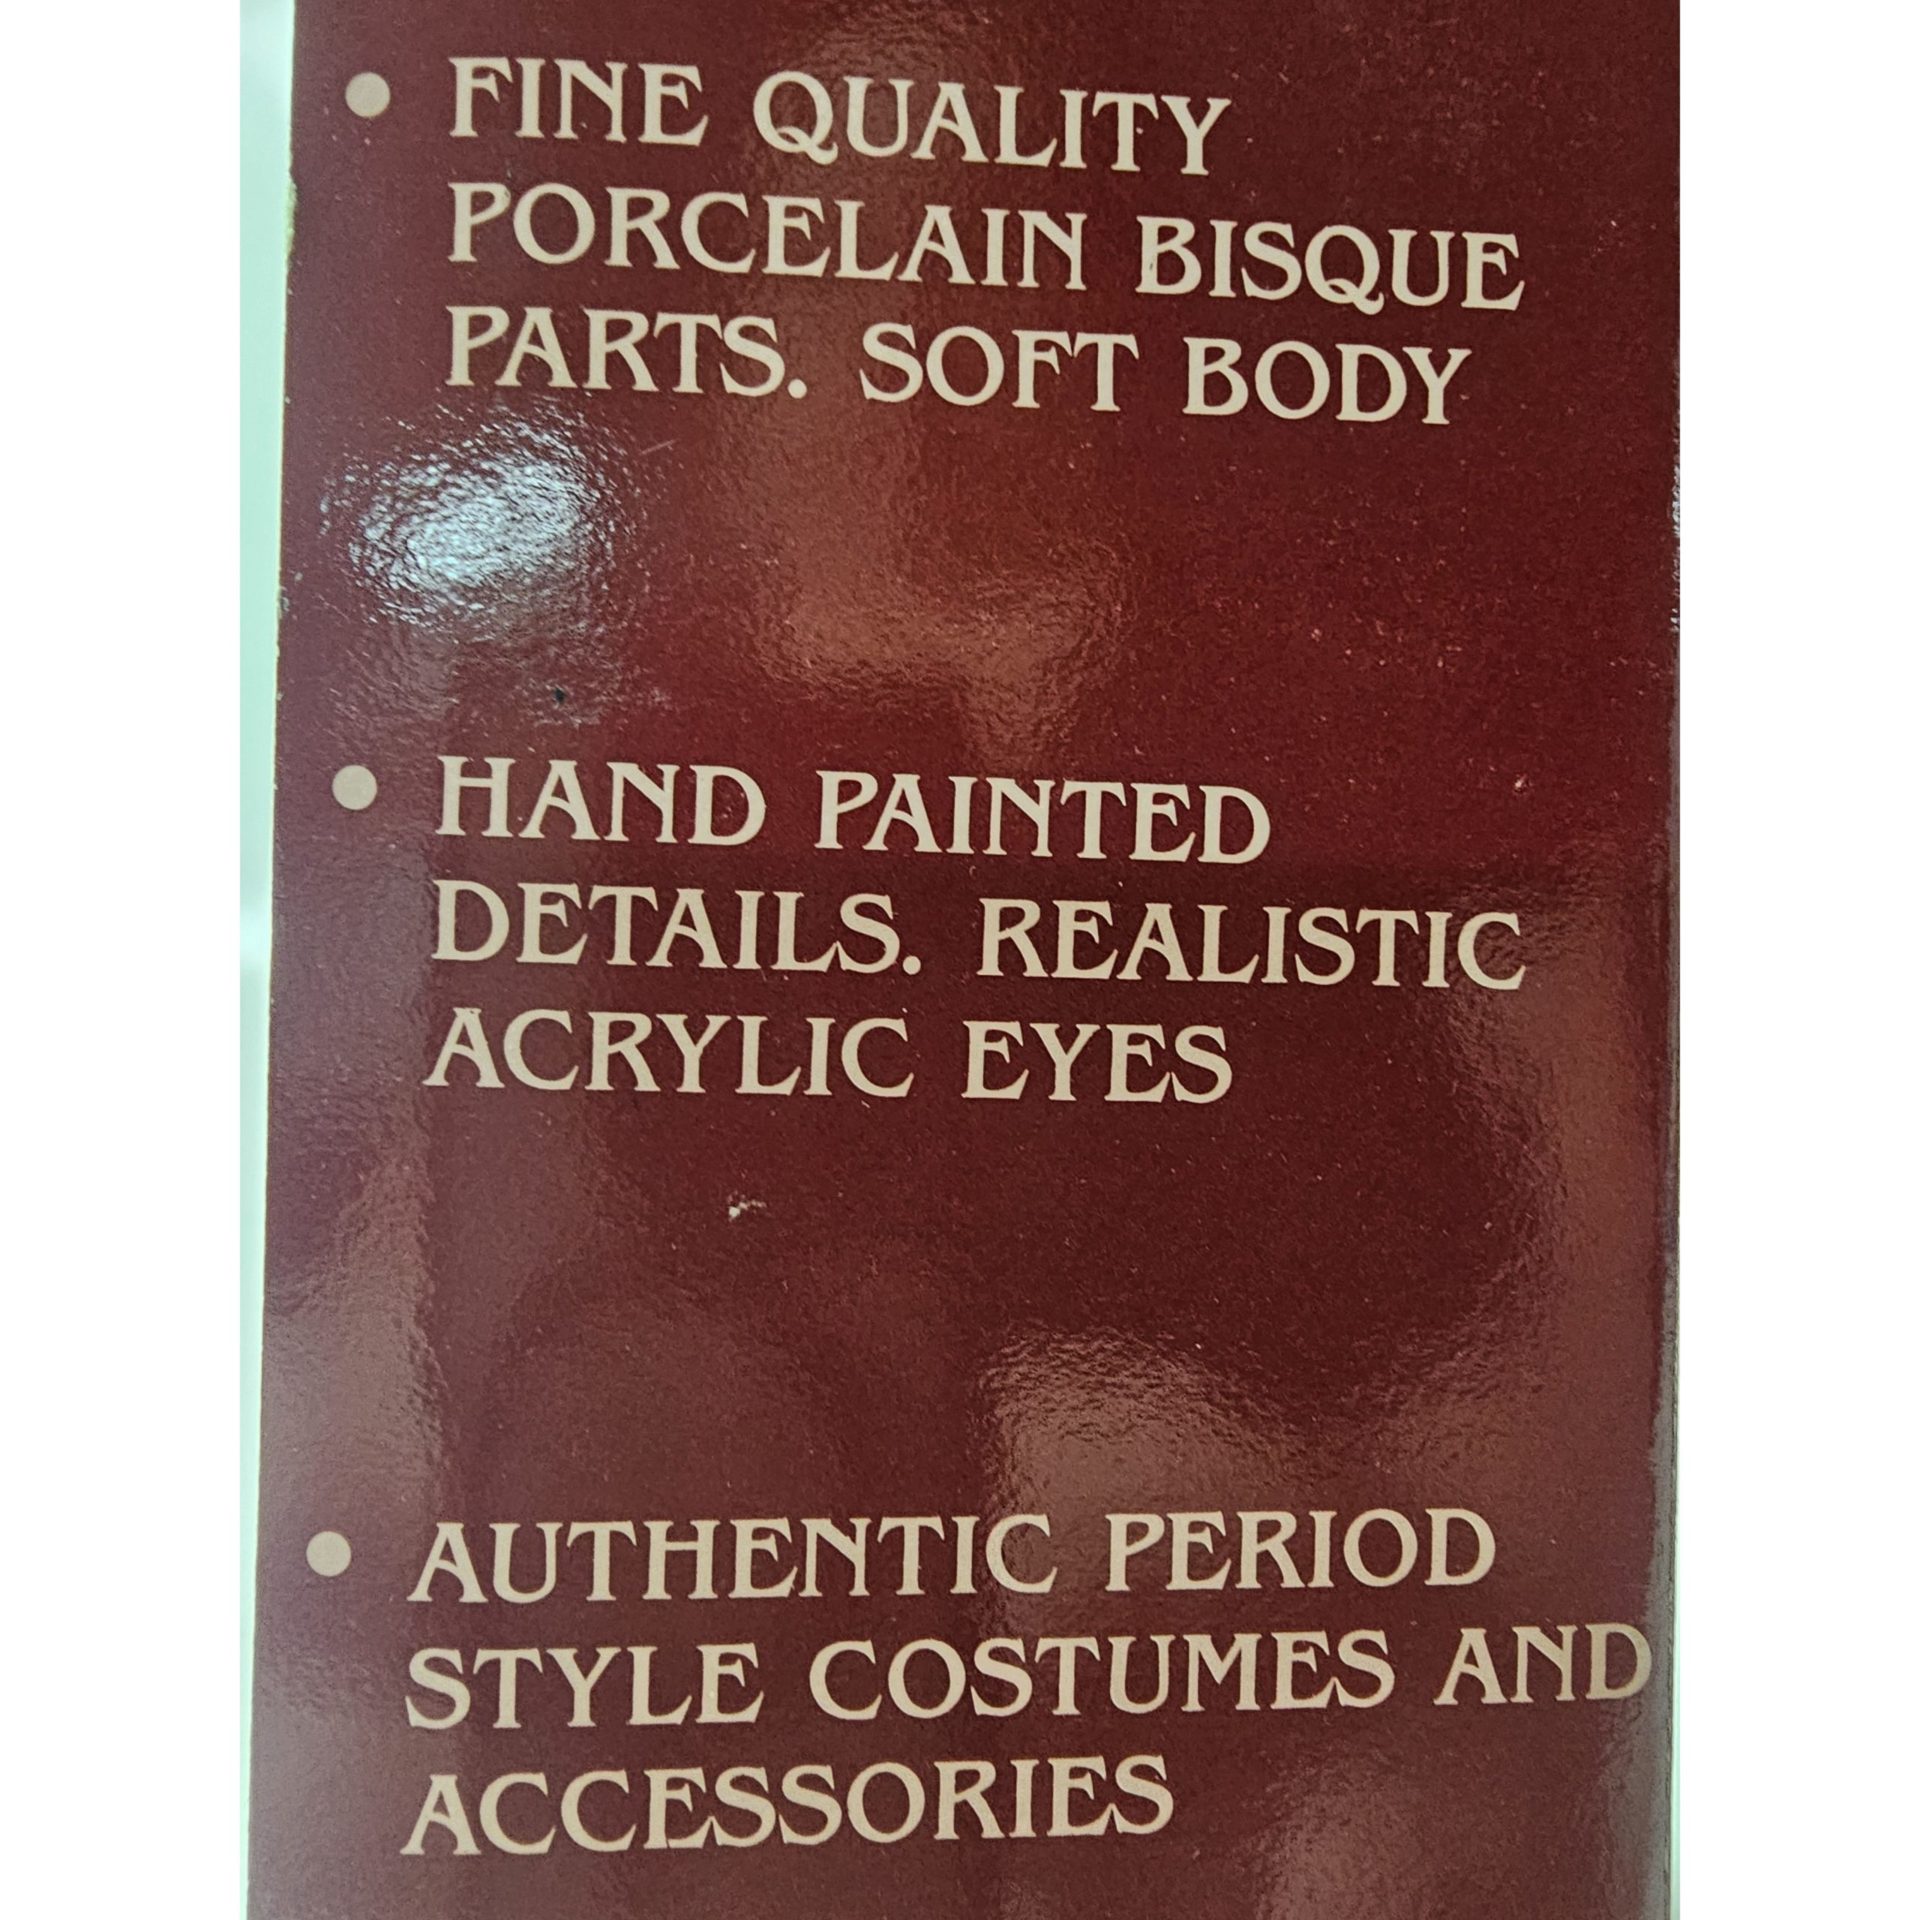 • FINE QUALITY
PORCELAIN BISQUE
PARTS. SOFT BODY
• HAND PAINTED
DETAILS. REALISTIC
ACRYLIC EYES
• AUTHENTIC PERIOD
STYLE COSTUMES AND
ACCESSORIES